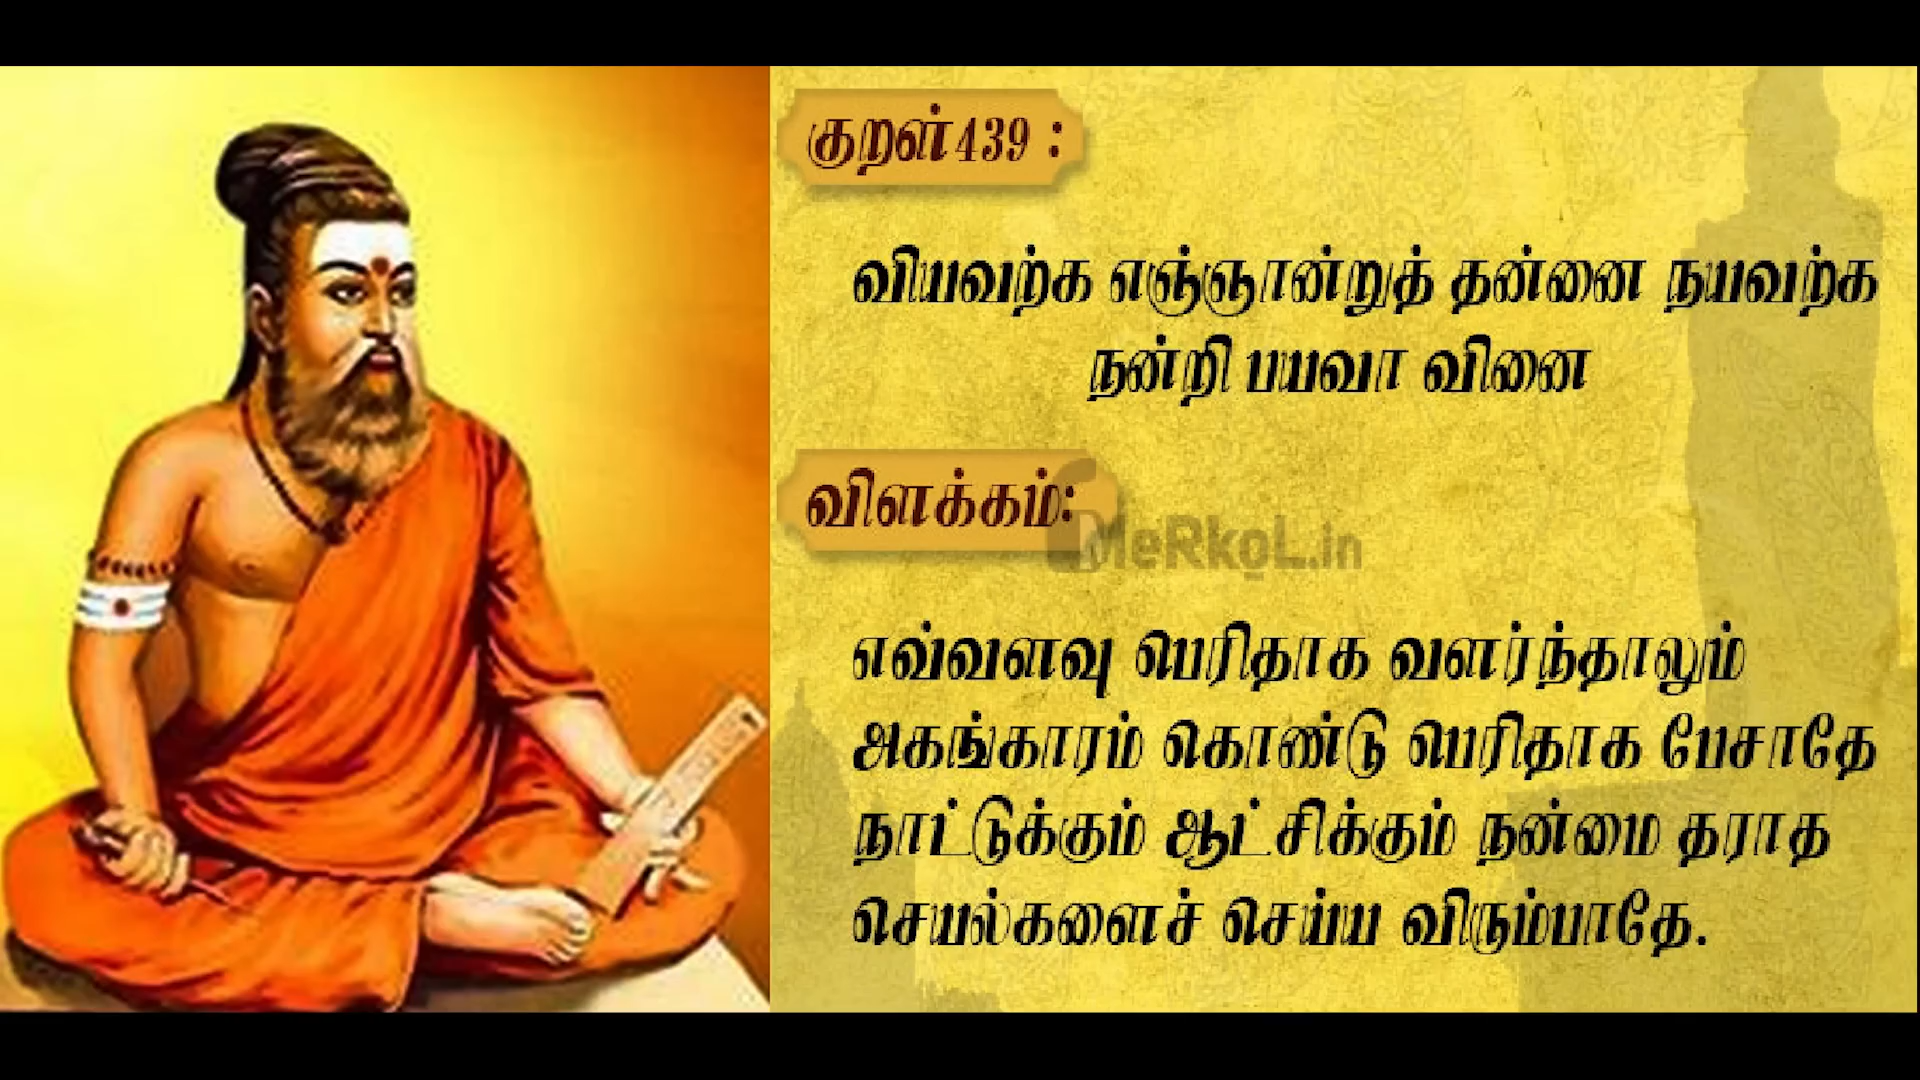 குறள் 439 :
வியவற்க எஞ்ஞான்றுத் தன்னை நயவற்க
நன்றி பயவா வினை
விளக்கம்:
MeRkoL.in
எவ்வளவு பெரிதாக வளர்ந்தாலும்
அகங்காரம் கொண்டு பெரிதாக பேசாதே
நாட்டுக்கும் ஆட்சிக்கும் நன்மை தராத
செயல்களைச் செய்ய விரும்பாதே.